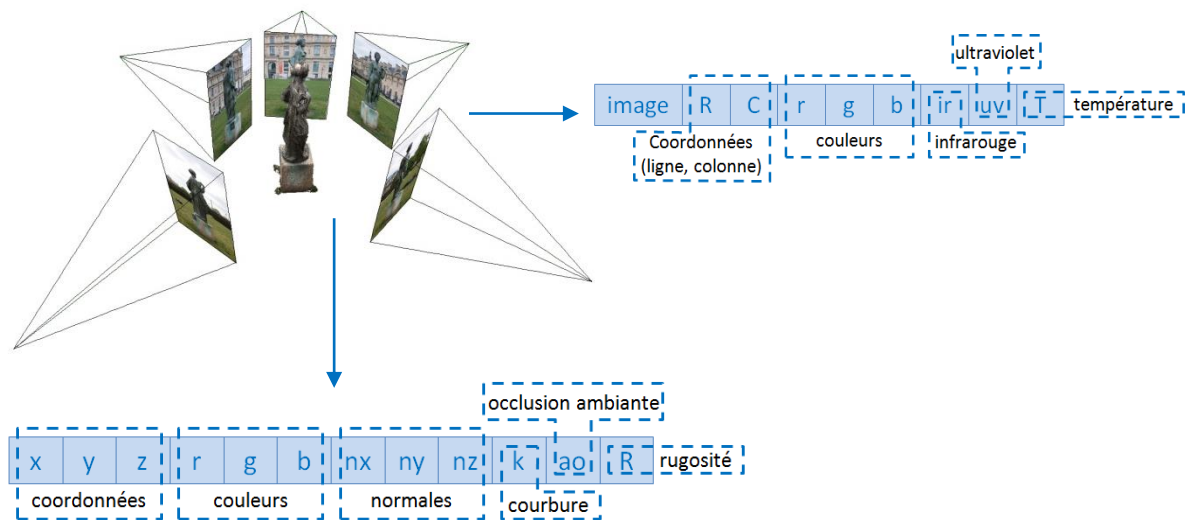 ultraviolet
image R C r g b ir uv T température
Coordonnées
(ligne, colonne)
couleurs
infrarouge
occlusion ambiante
x y z r g b nx ny nz k ao R rugosité
coordonnées
couleurs
normales
courbure